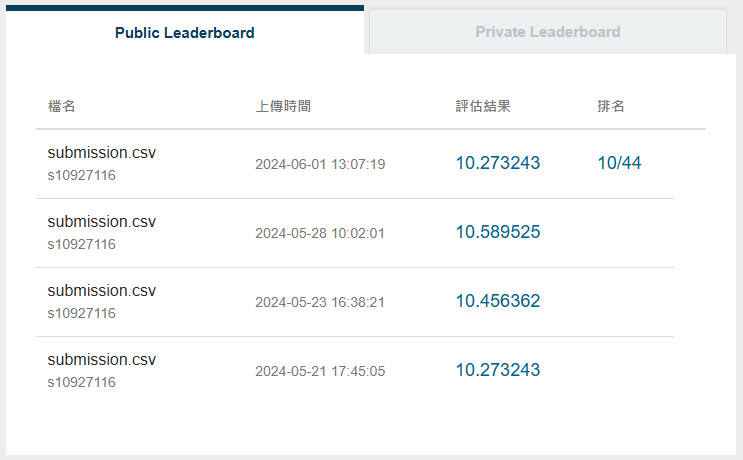 Public Leaderboard
Private Leaderboard
檔名 上傳時間 評估結果 排名
submission.csv
s10927116
2024-06-01 13:07:19 10.273243 10/44
submission.csv
s10927116
2024-05-28 10:02:01 10.589525
submission.csv
s10927116
2024-05-23 16:38:21 10.456362
submission.csv
s10927116
2024-05-21 17:45:05 10.273243